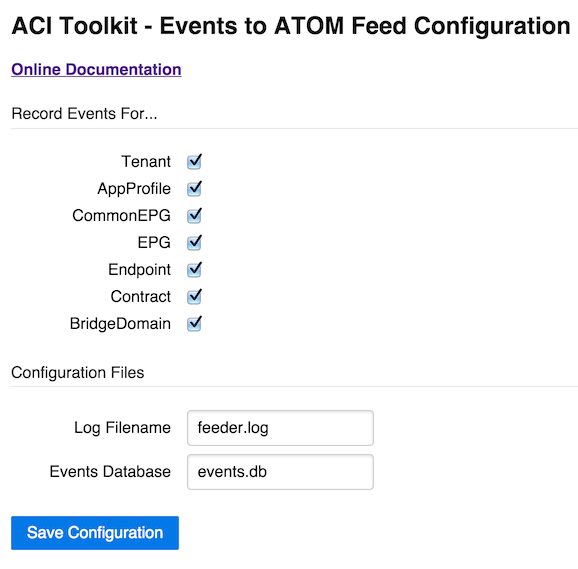 ACI Toolkit - Events to ATOM Feed Configuration
Online Documentation
Record Events For...
Tenant
AppProfile
CommonEPG
EPG
Endpoint
Contract
BridgeDomain
Configuration Files
Log Filename feeder.log
Events Database events.db
Save Configuration